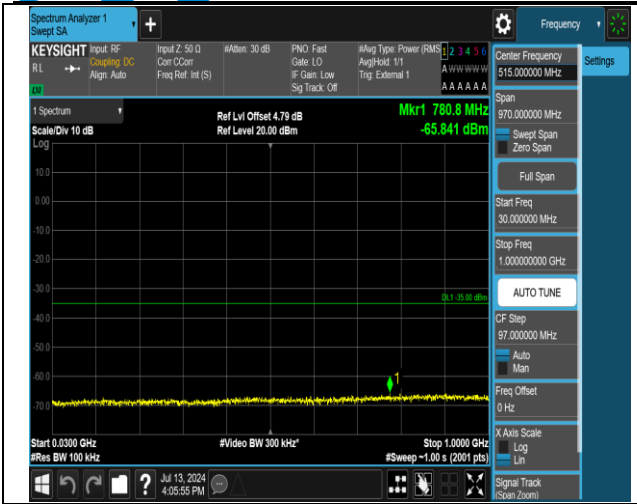 Spectrum Analyzer 1
Swept SA
+
Frequency
KEYSIGHT
RL
LNI
Input: RF
Coupling: DC
Align: Auto
Input Z: 50 Ω
Corr CCorr
Freq Ref: Int (S)
#Atten: 30 dB
PNO: Fast
Gate: LO
IF Gain: Low
Sig Track: Off
#Avg Type: Power (RMS
Avg|Hold: 1/1
Trig: External 1
1 2 3 4 5 6
A W W W W W
A A A A A A
1 Spectrum
Scale/Div 10 dB
Log
Ref Lvl Offset 4.79 dB
Ref Level 20.00 dBm
Mkr1 780.8 MHz
-65.841 dBm
10.0
0.00
-10.0
-20.0
-30.0
DL1 -35.00 dBm
-40.0
-50.0
-60.0
1
-70.0
Start 0.0300 GHz
#Res BW 100 kHz
#Video BW 300 kHz*
Stop 1.0000 GHz
#Sweep ~1.00 s (2001 pts)
?
Jul 13, 2024
4:05:55 PM
Center Frequency
515.000000 MHz
Settings
Span
970.000000 MHz
Swept Span
Zero Span
Full Span
Start Freq
30.000000 MHz
Stop Freq
1.000000000 GHz
AUTO TUNE
CF Step
97.000000 MHz
Auto
Man
Freq Offset
0 Hz
X Axis Scale
Log
Lin
Signal Track
(Span Zoom)